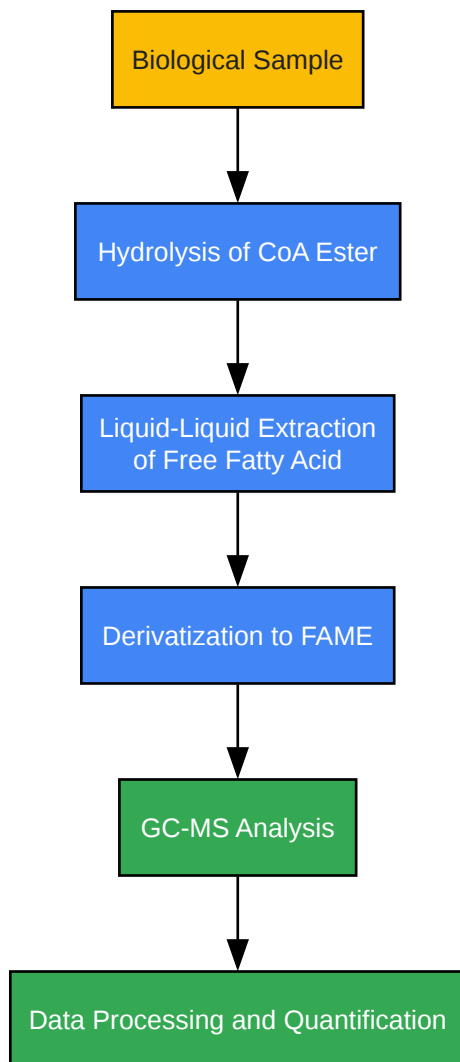 Biological Sample
Hydrolysis of CoA Ester
Liquid-Liquid Extraction
of Free Fatty Acid
Derivatization to FAME
GC-MS Analysis
Data Processing and Quantification